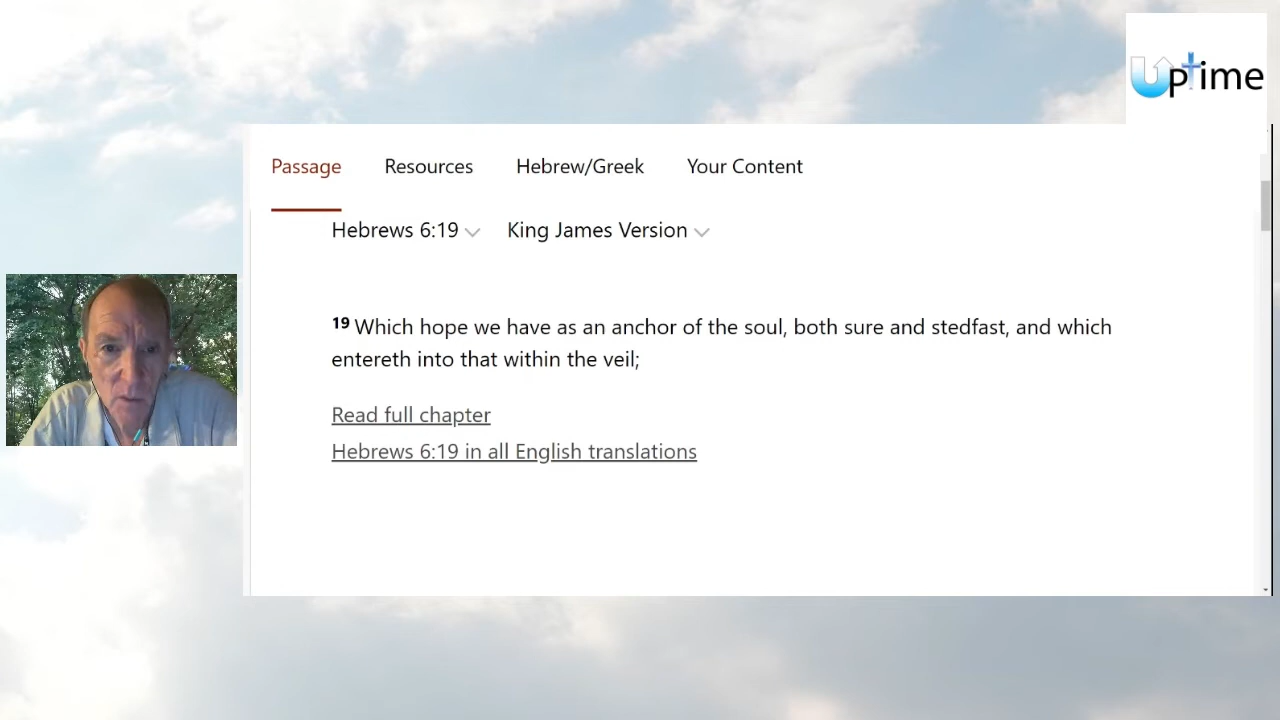 Uptime
Passage Resources Hebrew/Greek Your Content
Hebrews 6:19 King James Version
19 Which hope we have as an anchor of the soul, both sure and stedfast, and which
entereth into that within the veil;
Read full chapter
Hebrews 6:19 in all English translations